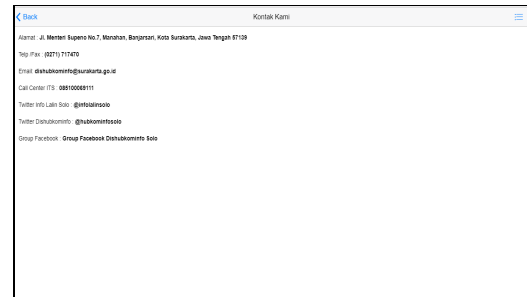 Back
Kontak Kami
Alamat : Jl. Menteri Supeno No.7, Manahan, Banjarsari, Kota Surakarta, Jawa Tengah 57139
Telp /Fax : (0271) 717470
Email: dishubkominfo@surakarta.go.id
Call Center ITS : 085100069111
Twitter Info Lalin Solo : @infolalinsolo
Twitter Dishubkominfo : @hubkominfosolo
Group Facebook : Group Facebook Dishubkominfo Solo